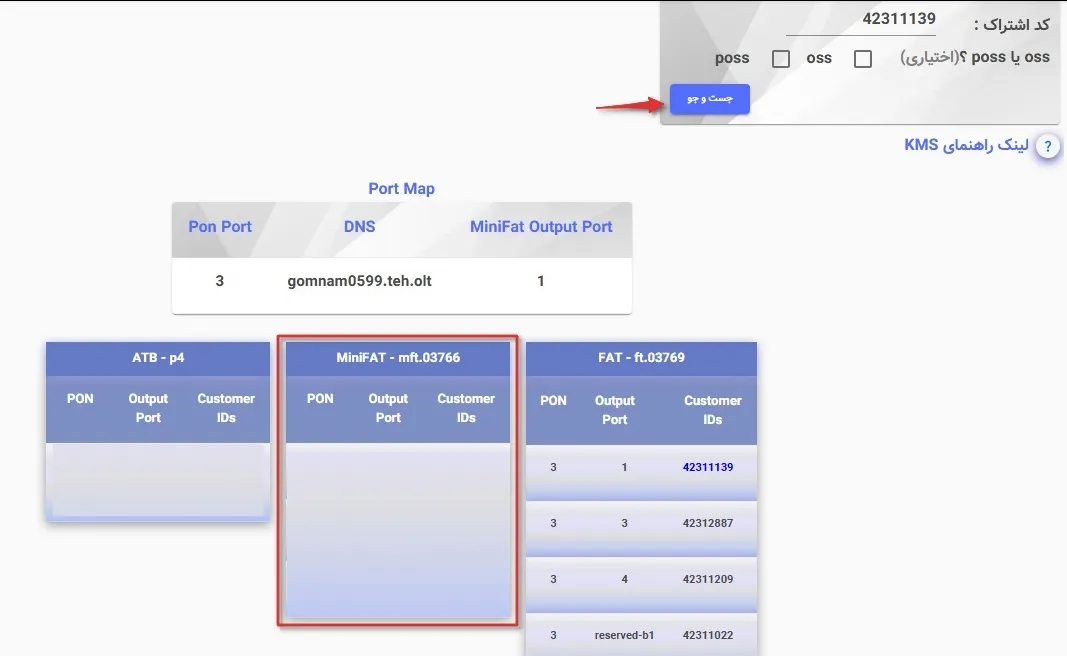 کد اشتراک : 42311139
oss یا poss ؟(اختیاری) oss poss
جست و جو
لینک راهنمای KMS ?
Port Map
Pon Port DNS MiniFat Output Port
3 gomnam0599.teh.olt 1
ATB - p4
PON Output Port Customer IDs
MiniFAT - mft.03766
PON Output Port Customer IDs
FAT - ft.03769
PON Output Port Customer IDs
3 1 42311139
3 3 42312887
3 4 42311209
3 reserved-b1 42311022